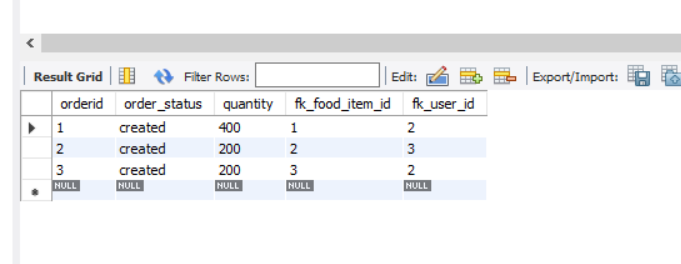 Result Grid Filter Rows: Edit: Export/Import:
orderid order_status quantity fk_food_item_id fk_user_id
1 created 400 1 2
2 created 200 2 3
3 created 200 3 2
NULL NULL NULL NULL NULL